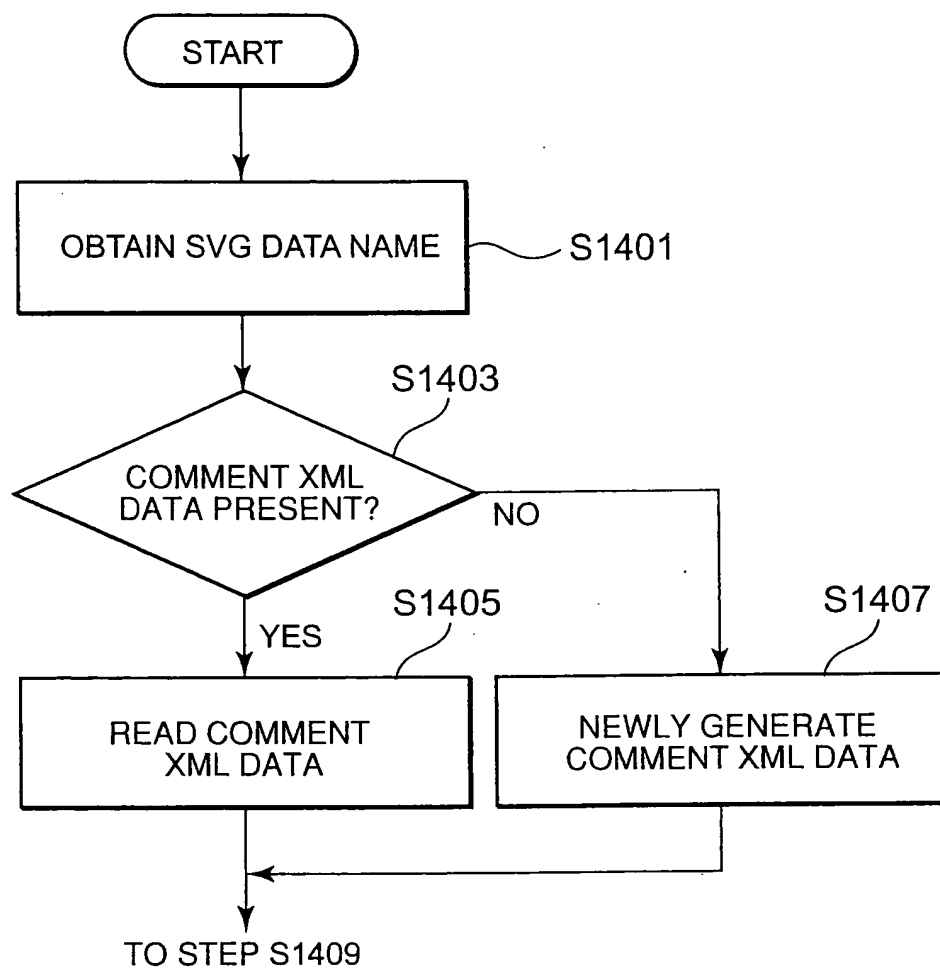 START
OBTAIN SVG DATA NAME
S1401
S1403
COMMENT XML
DATA PRESENT?
NO
YES
S1405
S1407
READ COMMENT
XML DATA
NEWLY GENERATE
COMMENT XML DATA
TO STEP S1409